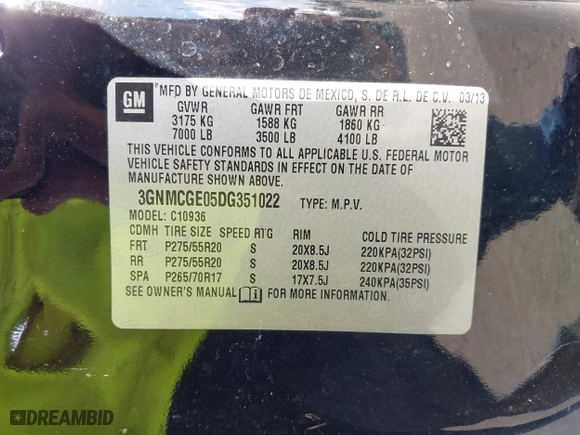 GM
MFD BY GENERAL MOTORS DE MEXICO, S. DE R.L. DE C.V. 03/13
GVWR GAWR FRT GAWR RR
3175 KG 1588 KG 1860 KG
7000 LB 3500 LB 4100 LB
THIS VEHICLE CONFORMS TO ALL APPLICABLE U.S. FEDERAL MOTOR
VEHICLE SAFETY STANDARDS IN EFFECT ON THE DATE OF
MANUFACTURE SHOWN ABOVE.
3GNMCGE05DG351022 TYPE: M.P.V.
MODEL: C10936
CDMH TIRE SIZE SPEED RTG RIM COLD TIRE PRESSURE
FRT P275/55R20 S 20X8.5J 220KPA(32PSI)
RR P275/55R20 S 20X8.5J 220KPA(32PSI)
SPA P265/70R17 S 17X7.5J 240KPA(35PSI)
SEE OWNER'S MANUAL FOR MORE INFORMATION.
DREAMBID